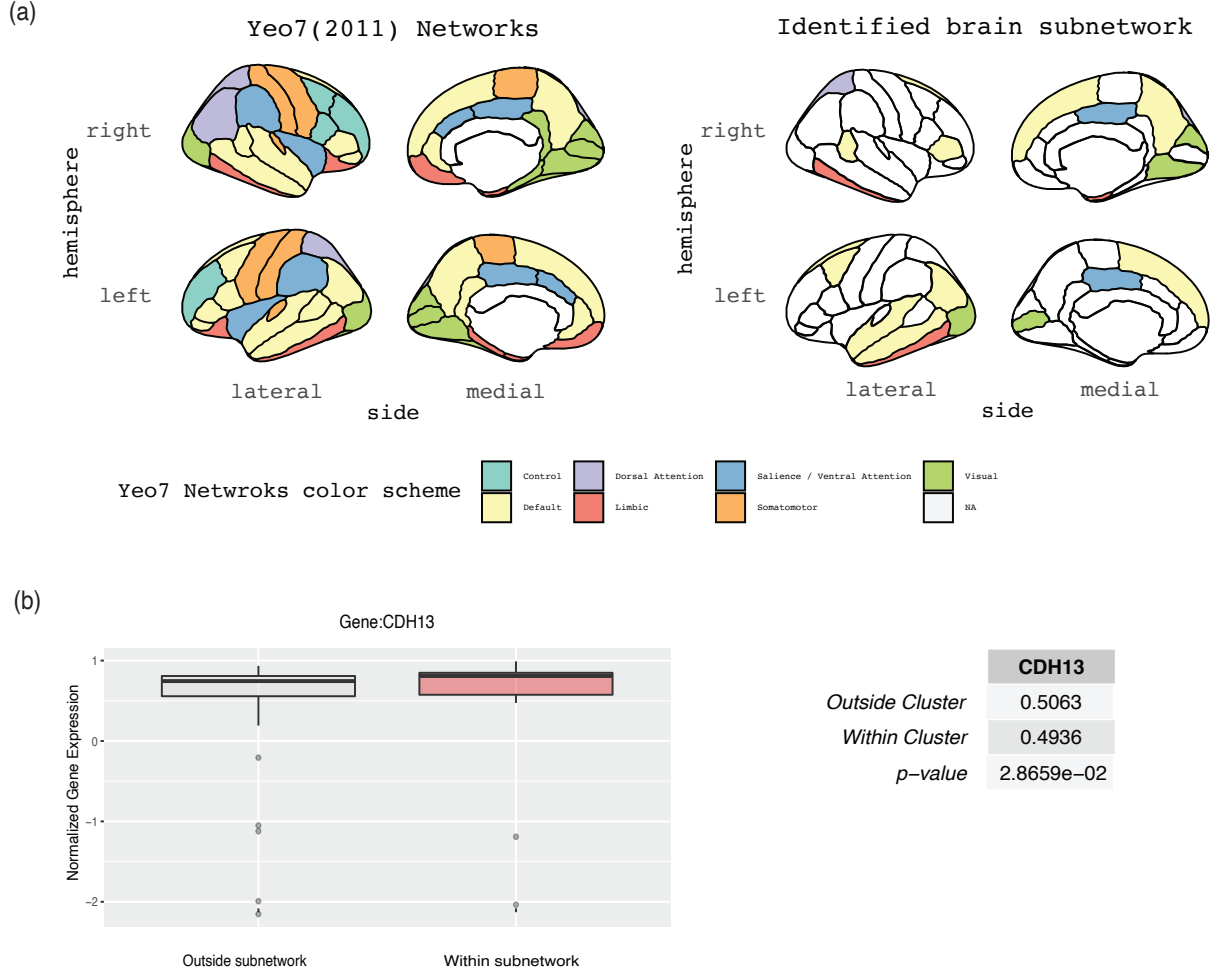 (a)
Yeo7(2011) Networks
Identified brain subnetwork
hemisphere
right
left
lateral
medial
side
hemisphere
right
left
lateral
medial
side
Yeo7 Netwroks color scheme
Control
Dorsal Attention
Salience / Ventral Attention
Visual
Default
Limbic
Somatomotor
NA
(b)
Gene:CDH13
Normalized Gene Expression
1
0
−1
−2
Outside subnetwork
Within subnetwork
CDH13
Outside Cluster 0.5063
Within Cluster 0.4936
p−value 2.8659e−02